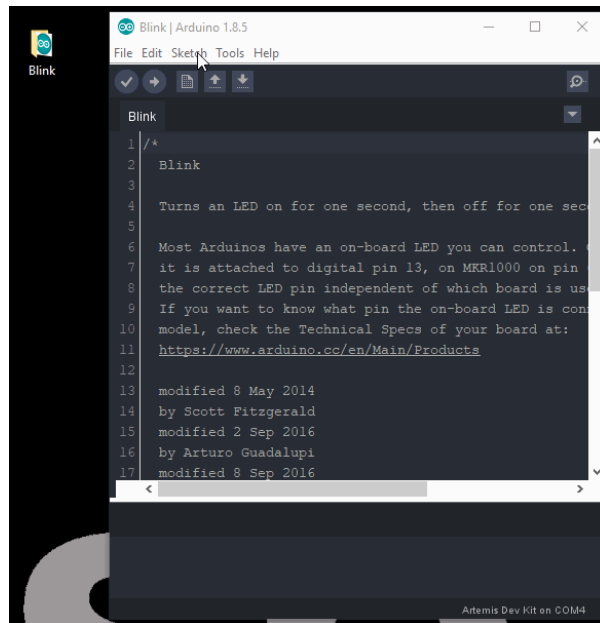 Blink
Blink | Arduino 1.8.5
File Edit Sketch Tools Help
Blink
1 /*
2 Blink
3
4 Turns an LED on for one second, then off for one sec
5
6 Most Arduinos have an on-board LED you can control.
7 it is attached to digital pin 13, on MKR1000 on pin
8 the correct LED pin independent of which board is us
9 If you want to know what pin the on-board LED is con
10 model, check the Technical Specs of your board at:
11 https://www.arduino.cc/en/Main/Products
12
13 modified 8 May 2014
14 by Scott Fitzgerald
15 modified 2 Sep 2016
16 by Arturo Guadalupi
17 modified 8 Sep 2016
Artemis Dev Kit on COM4